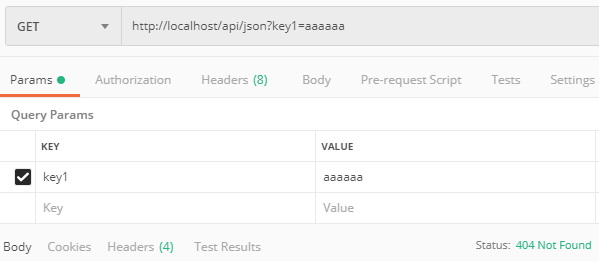 GET http://localhost/api/json?key1=aaaaaa
Params Authorization Headers (8) Body Pre-request Script Tests Settings
Query Params
KEY VALUE
key1 aaaaaa
Key Value
Body Cookies Headers (4) Test Results Status: 404 Not Found